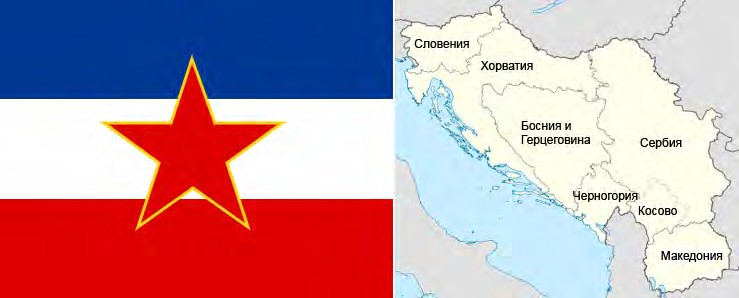 Словения
Хорватия
Босния и
Герцеговина
Сербия
Черногория
Косово
Македония